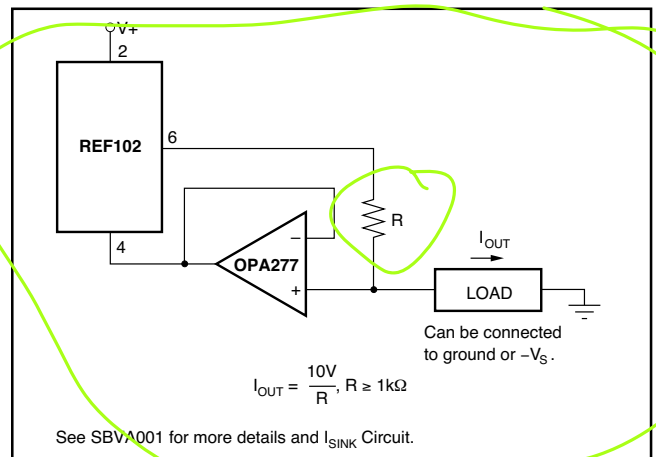 V+
2
REF102
6
R
4
−
OPA277
+
I_OUT
LOAD
Can be connected
to ground or −V_S.
I_OUT = 10V/R, R ≥ 1kΩ
See SBVA001 for more details and I_SINK Circuit.